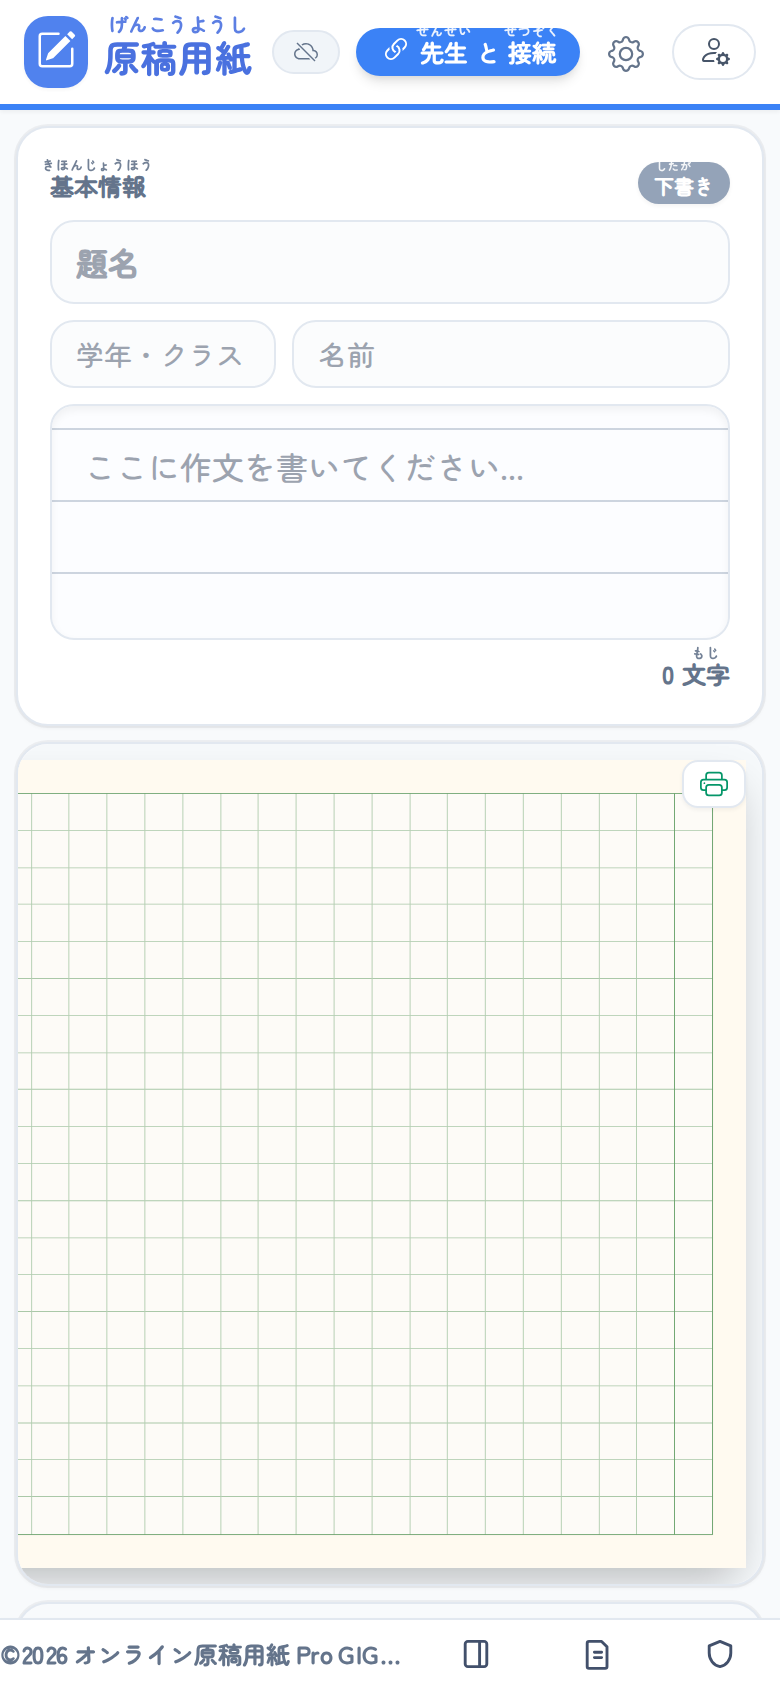 げんこうようし
原稿用紙
せんせい せつぞく
先生 と 接続
きほんじょうほう
基本情報
したが
下書き
題名
学年・クラス
名前
ここに作文を書いてください...
もじ
0 文字
©2026 オンライン原稿用紙 Pro GIG...